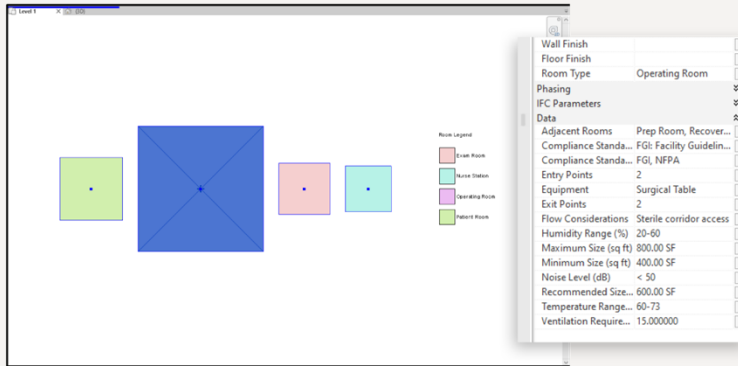 Level 1
{3D}
Room Legend
Exam Room
Nurse Station
Operating Room
Patient Room
Wall Finish
Floor Finish
Room Type Operating Room
Phasing
IFC Parameters
Data
Adjacent Rooms Prep Room, Recover...
Compliance Standa... FGI: Facility Guidelin...
Compliance Standa... FGI, NFPA
Entry Points 2
Equipment Surgical Table
Exit Points 2
Flow Considerations Sterile corridor access
Humidity Range (%) 20-60
Maximum Size (sq ft) 800.00 SF
Minimum Size (sq ft) 400.00 SF
Noise Level (dB) < 50
Recommended Size... 600.00 SF
Temperature Range... 60-73
Ventilation Require... 15.000000